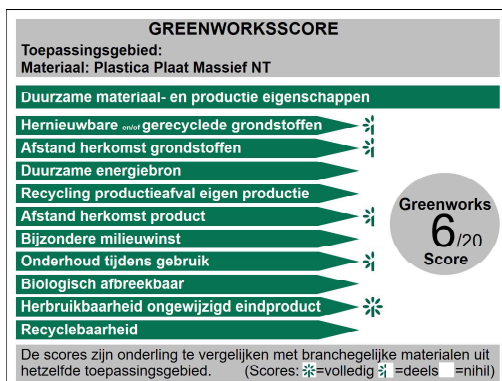 GREENWORKSSCORE
Toepassingsgebied:
Materiaal: Plastica Plaat Massief NT
Duurzame materiaal- en productie eigenschappen
Hernieuwbare en/of gerecyclede grondstoffen
Afstand herkomst grondstoffen
Duurzame energiebron
Recycling productieafval eigen productie
Afstand herkomst product
Bijzondere milieuwinst
Onderhoud tijdens gebruik
Biologisch afbreekbaar
Herbruikbaarheid ongewijzigd eindproduct
Recyclebaarheid
Greenworks
6/20
Score
De scores zijn onderling te vergelijken met branchegelijke materialen uit
hetzelfde toepassingsgebied. (Scores: =volledig =deels =nihil)